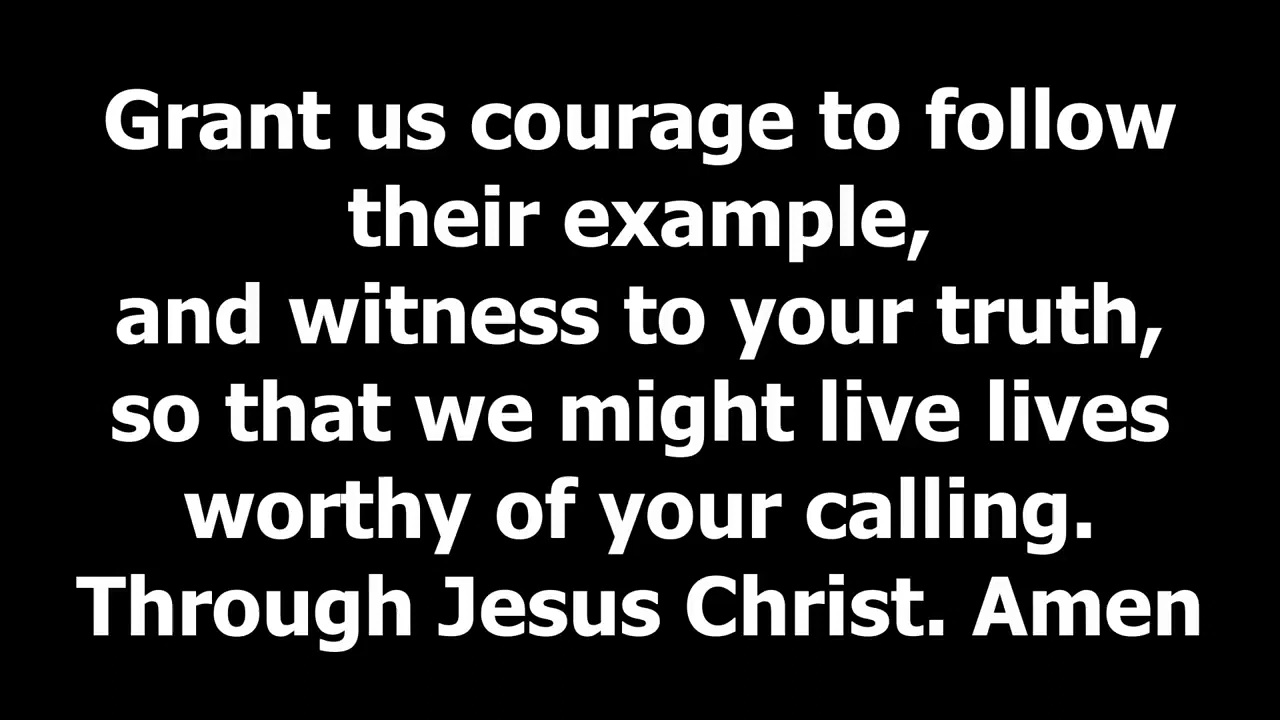 Grant us courage to follow
their example,
and witness to your truth,
so that we might live lives
worthy of your calling.
Through Jesus Christ. Amen